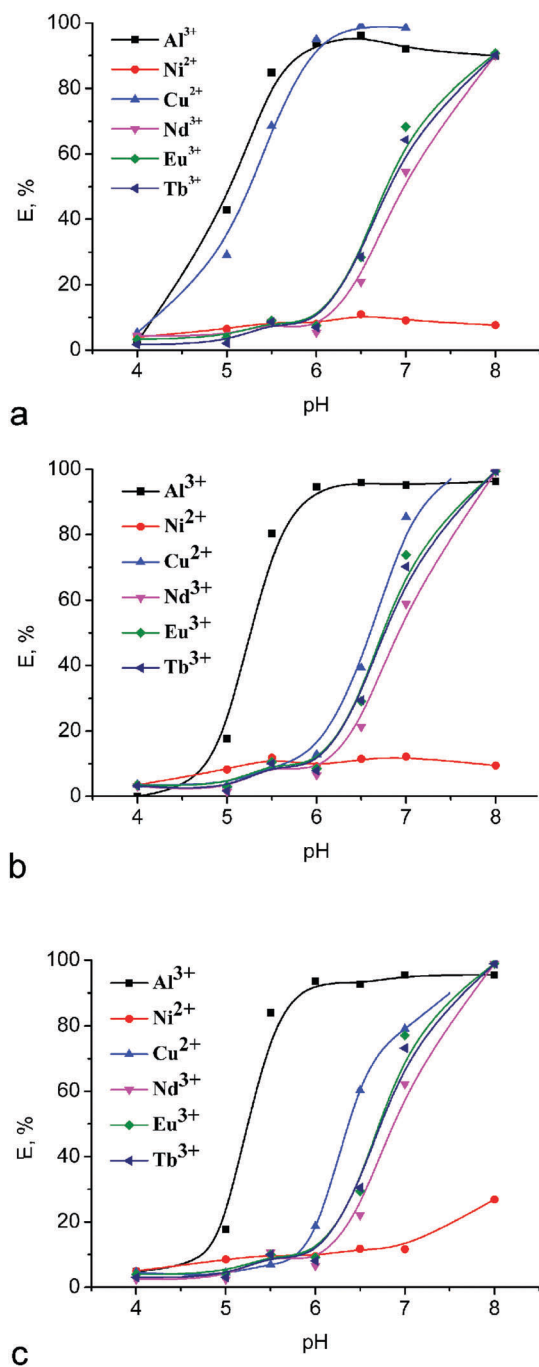 100
80
60
40
20
0
E, %
Al3+
Ni2+
Cu2+
Nd3+
Eu3+
Tb3+
4 5 6 7 8
pH
a
100
80
60
40
20
0
E, %
Al3+
Ni2+
Cu2+
Nd3+
Eu3+
Tb3+
4 5 6 7 8
pH
b
100
80
60
40
20
0
E, %
Al3+
Ni2+
Cu2+
Nd3+
Eu3+
Tb3+
4 5 6 7 8
pH
c